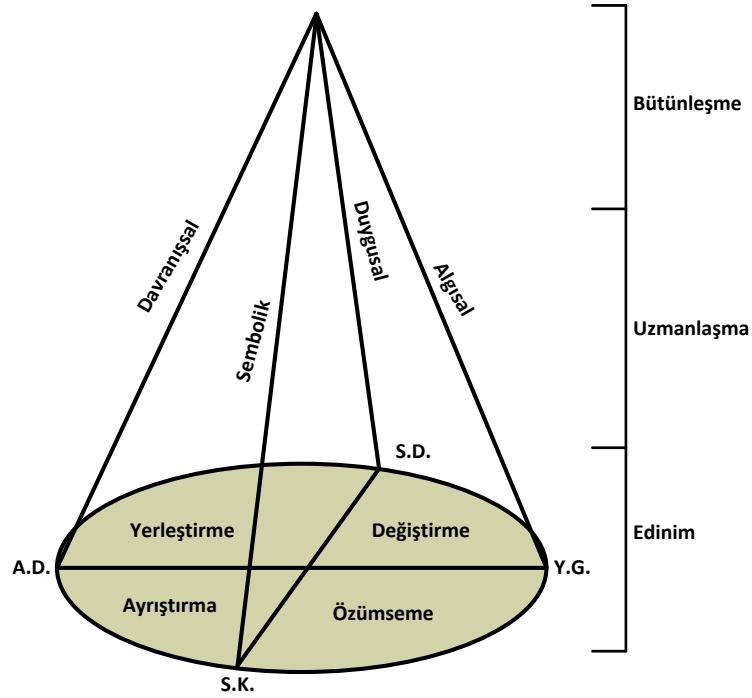 Bütünleşme
Davranışsal
Sembolik
Duygusal
Algısal
Uzmanlaşma
S.D.
Yerleştirme
Değiştirme
Edinim
A.D.
Y.G.
Ayrıştırma
Özümseme
S.K.